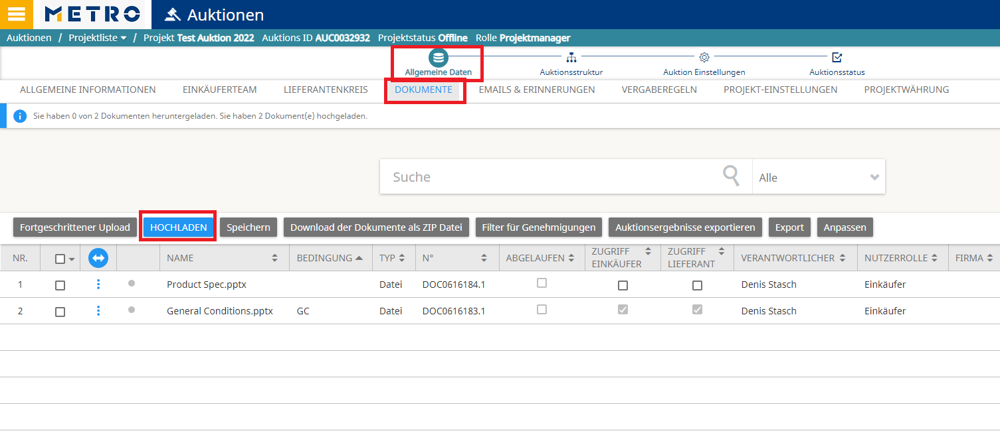 METRO Auktionen
Auktionen / Projektliste / Projekt Test Auktion 2022 Auktions ID AUC0032932 Projektstatus Offline Rolle Projektmanager
Allgemeine Daten Auktionsstruktur Auktion Einstellungen Auktionsstatus
ALLGEMEINE INFORMATIONEN EINKÄUFERTEAM LIEFERANTENKREIS DOKUMENTE EMAILS & ERINNERUNGEN VERGABEREGELN PROJEKT-EINSTELLUNGEN PROJEKTWÄHRUNG
Sie haben 0 von 2 Dokumenten heruntergeladen. Sie haben 2 Dokument(e) hochgeladen.
Suche Alle
Fortgeschrittener Upload HOCHLADEN Speichern Download der Dokumente als ZIP Datei Filter für Genehmigungen Auktionsergebnisse exportieren Export Anpassen
NR. NAME BEDINGUNG TYP N° ABGELAUFEN ZUGRIFF EINKÄUFER ZUGRIFF LIEFERANT VERANTWORTLICHER NUTZERROLLE FIRMA
1 Product Spec.pptx Datei DOC0616184.1 Denis Stasch Einkäufer
2 General Conditions.pptx GC Datei DOC0616183.1 Denis Stasch Einkäufer